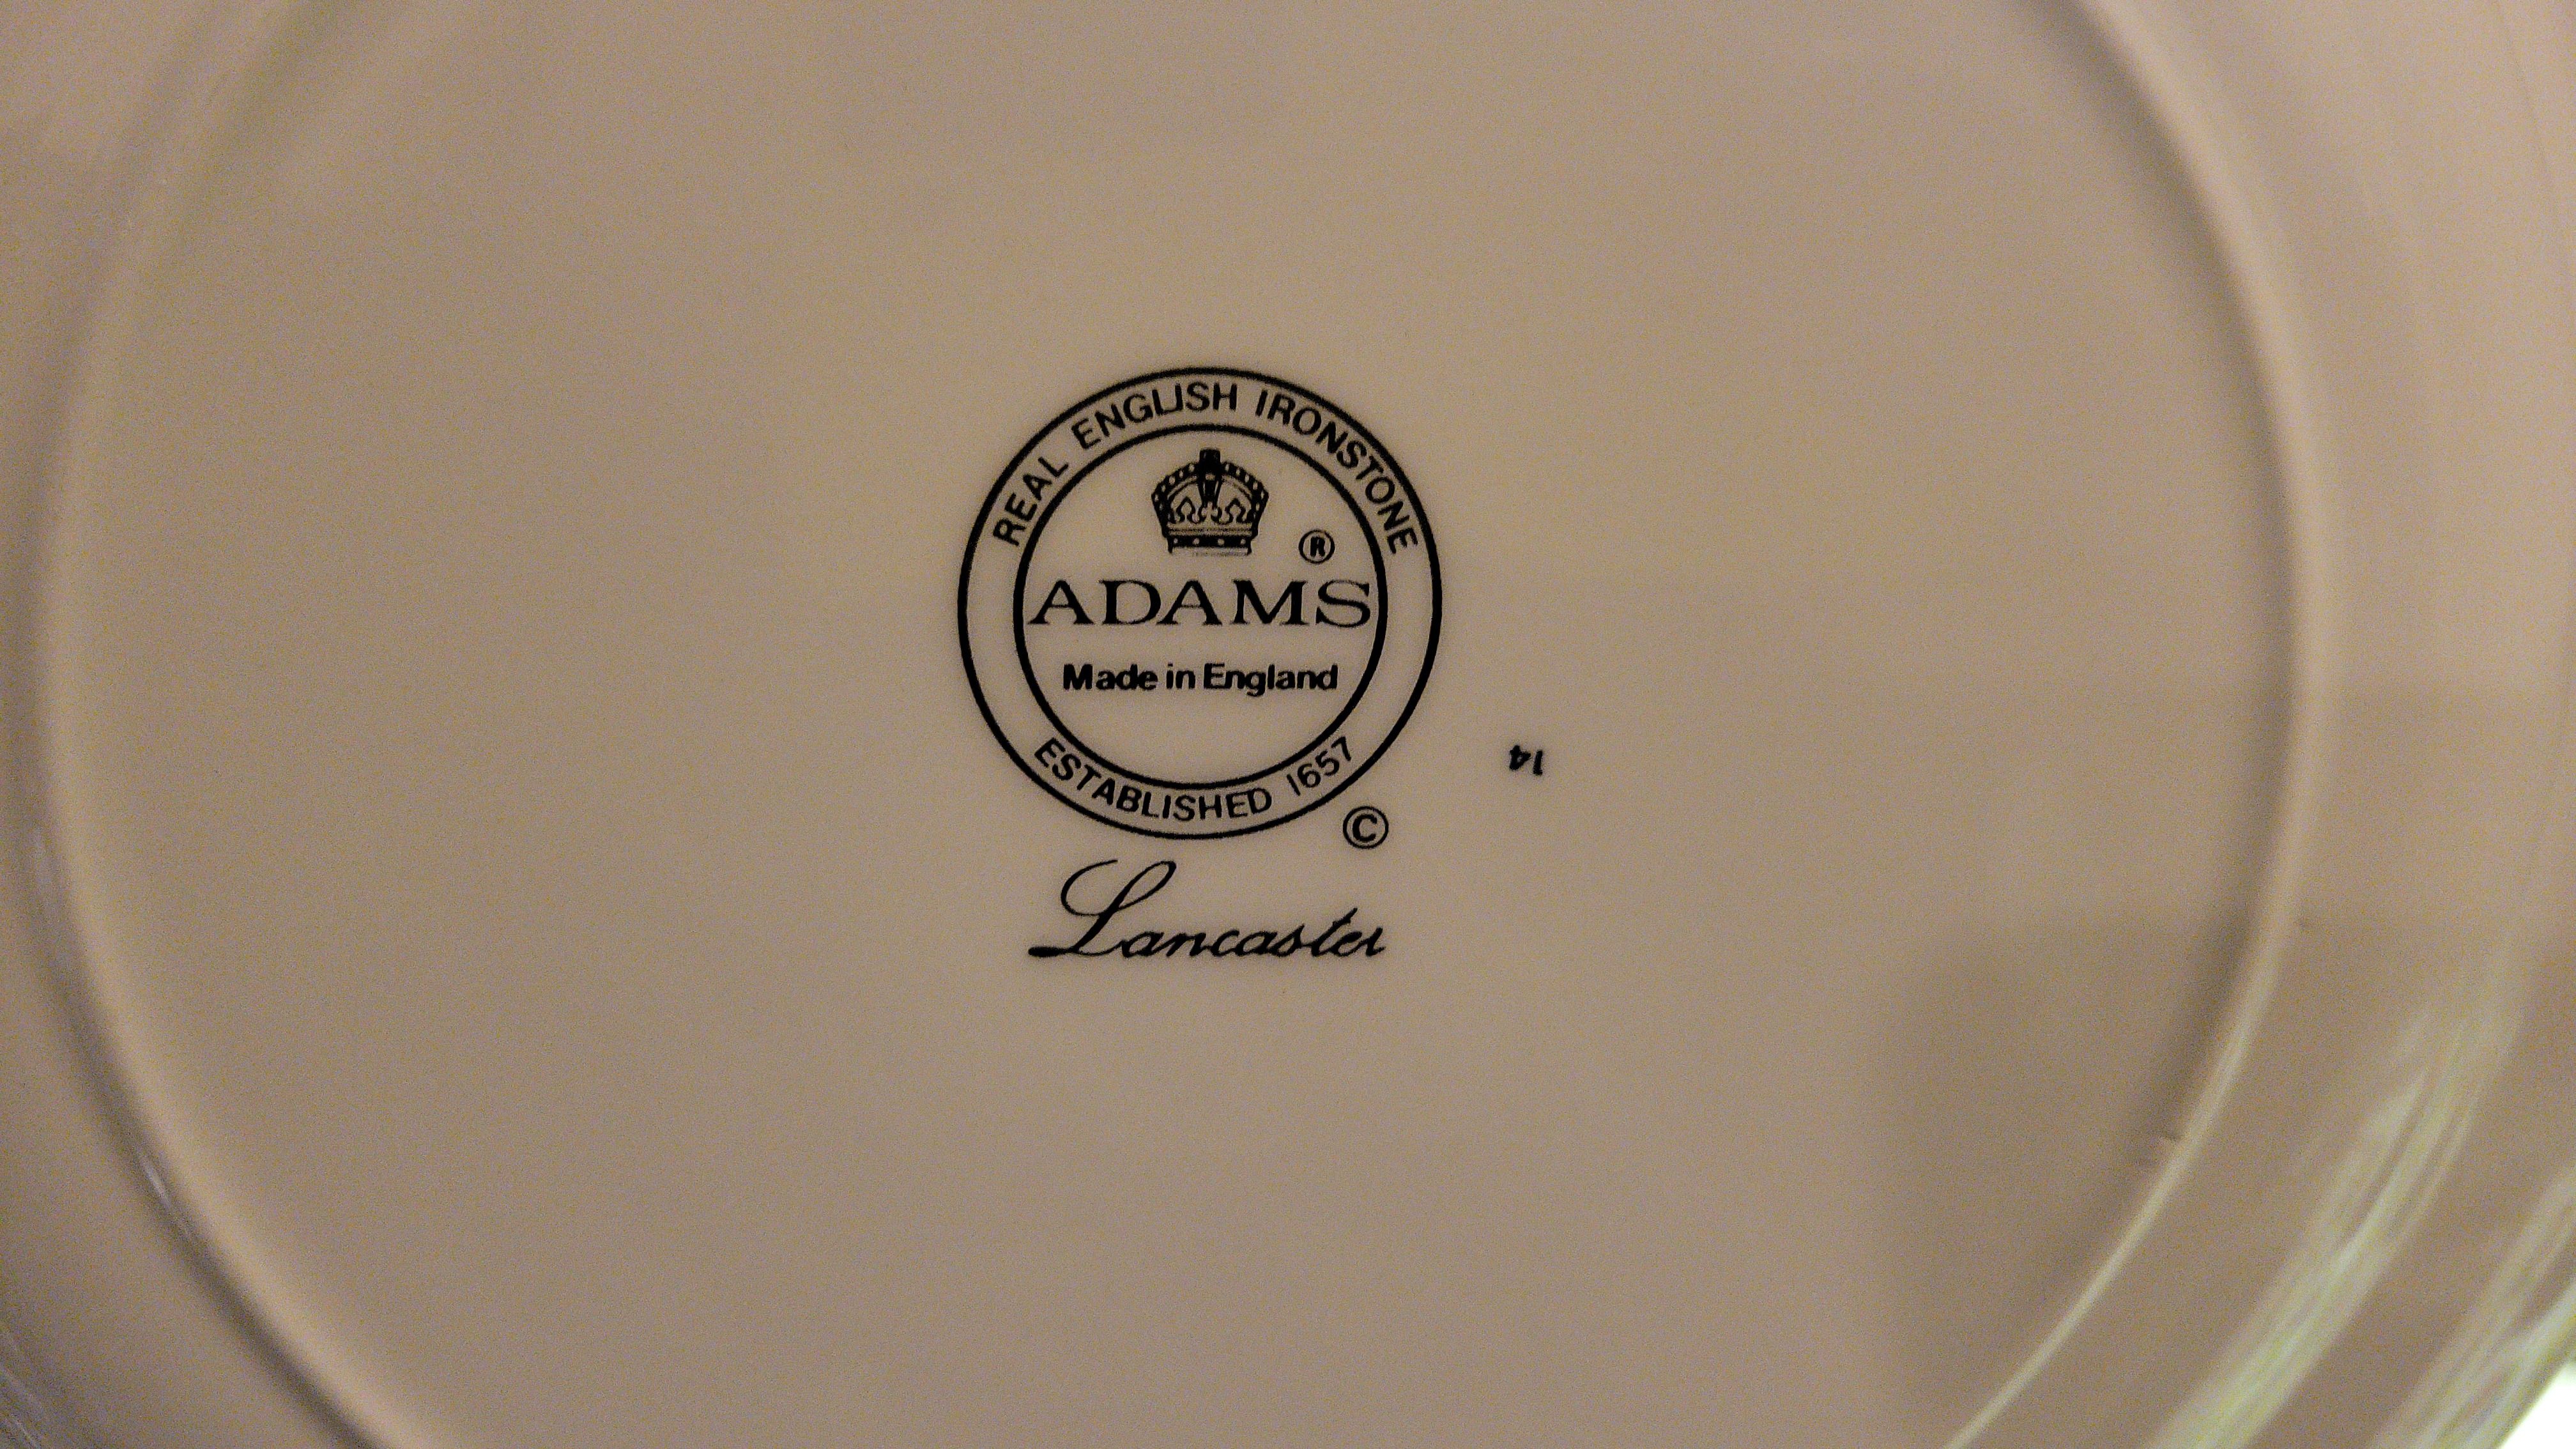 REAL ENGLISH IRONSTONE
®
ADAMS
Made in England
ESTABLISHED 1657
©
Lancaster
14